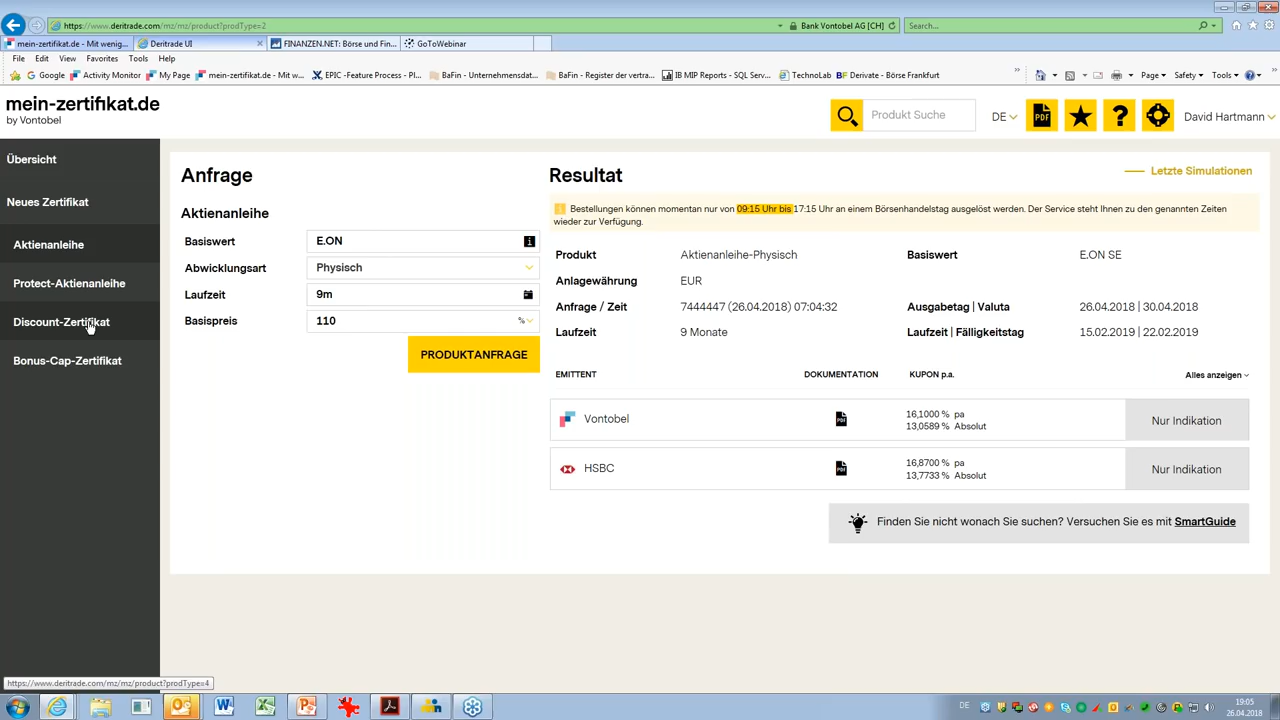 https://www.deritrade.com/mz/mz/product?prodType=2
Bank Vontobel AG [CH]
Search...
mein-zertifikat.de - Mit wenig...
Deritrade UI
FINANZEN.NET: Börse und Fin...
GoToWebinar
File Edit View Favorites Tools Help
Google
Activity Monitors
My Page
mein-zertifikat.de - Mit w...
EPIC -Feature Process - Pl...
BaFin - Unternehmensdat...
BaFin - Register der vertra...
IB MIP Reports - SQL Serv...
TechnoLab
Derivate - Börse Frankfurt
Page
Safety
Tools
mein-zertifikat.de
by Vontobel
Produkt Suche
DE
PDF
David Hartmann
Übersicht
Neues Zertifikat
Aktienanleihe
Protect-Aktienanleihe
Discount-Zertifikat
Bonus-Cap-Zertifikat
Anfrage
Aktienanleihe
Basiswert E.ON
Abwicklungsart Physisch
Laufzeit 9m
Basispreis 110 %
PRODUKTANFRAGE
Resultat
Letzte Simulationen
Bestellungen können momentan nur von 09:15 Uhr bis 17:15 Uhr an einem Börsenhandelstag ausgelöst werden. Der Service steht Ihnen zu den genannten Zeiten
wieder zur Verfügung.
Produkt Aktienanleihe-Physisch Basiswert E.ON SE
Anlagewährung EUR
Anfrage / Zeit 7444447 (26.04.2018) 07:04:32 Ausgabetag | Valuta 26.04.2018 | 30.04.2018
Laufzeit 9 Monate Laufzeit | Fälligkeitstag 15.02.2019 | 22.02.2019
EMITTENT DOKUMENTATION KUPON p.a. Alles anzeigen
Vontobel
16,1000 % pa
13,0589 % Absolut
Nur Indikation
HSBC
16,8700 % pa
13,7733 % Absolut
Nur Indikation
Finden Sie nicht wonach Sie suchen? Versuchen Sie es mit SmartGuide
https://www.deritrade.com/mz/mz/product?prodType=4
DE
19:05
26.04.2018